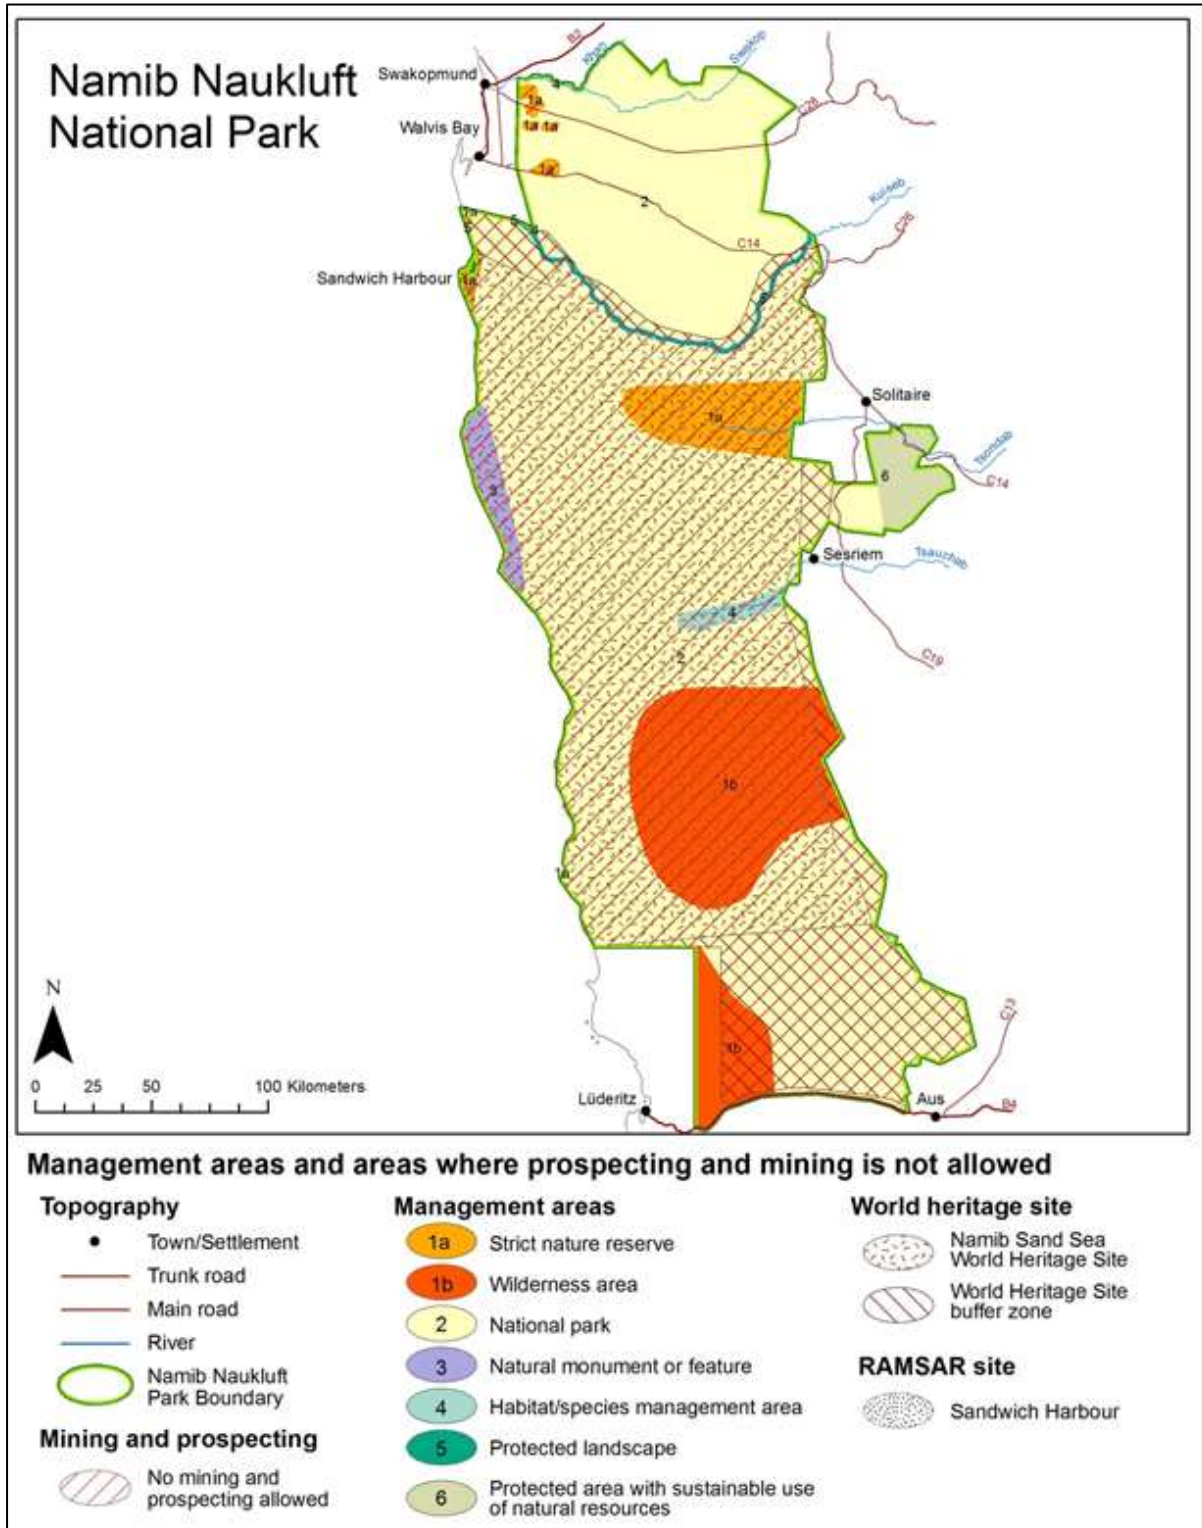 Namib Naukluft
National Park
B2
Khan
Swakop
Swakopmund
4
1a
C28
1a 1a
Walvis Bay
1a
Kuiseb
2
1a
5
5
4
C26
C14
Sandwich Harbour
1a
Solitaire
1a
Tsondab
6
C14
3
Sesriem
Tsauchab
4
2
C19
1b
1a
N
C13
1b
0 25 50 100 Kilometers
Lüderitz
Aus
B4
Management areas and areas where prospecting and mining is not allowed
Topography
Town/Settlement
Trunk road
Main road
River
Namib Naukluft
Park Boundary
Mining and prospecting
No mining and
prospecting allowed
Management areas
1a Strict nature reserve
1b Wilderness area
2 National park
3 Natural monument or feature
4 Habitat/species management area
5 Protected landscape
6 Protected area with sustainable use
of natural resources
World heritage site
Namib Sand Sea
World Heritage Site
World Heritage Site
buffer zone
RAMSAR site
Sandwich Harbour